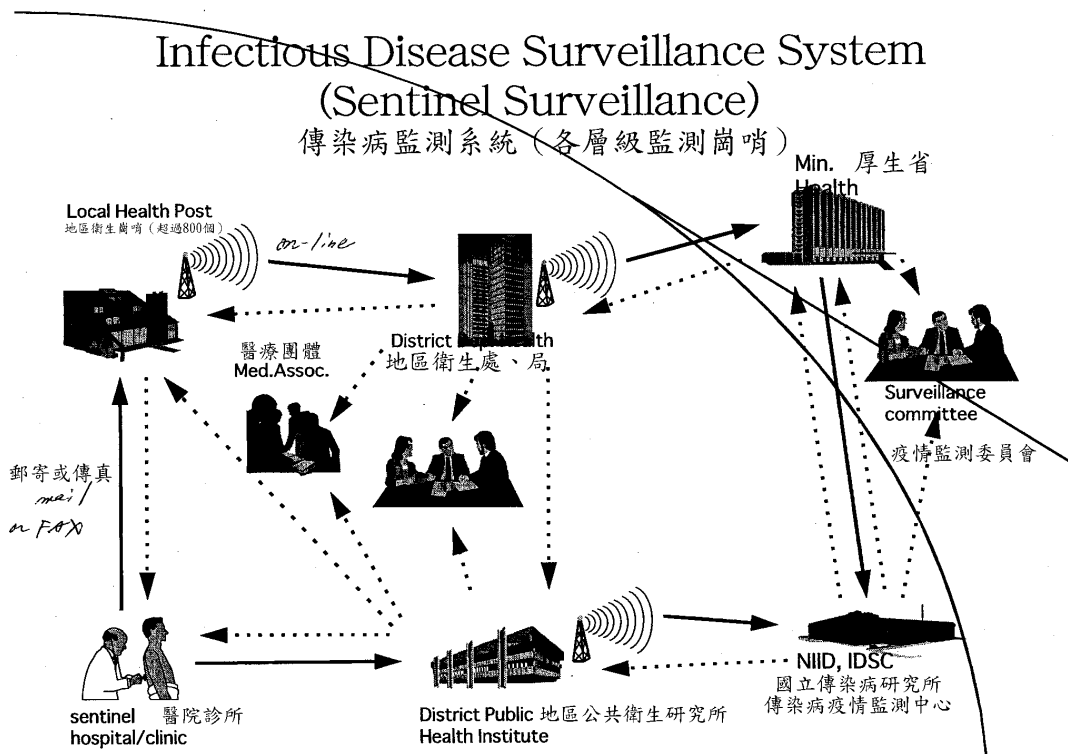 Infectious Disease Surveillance System
(Sentinel Surveillance)
傳染病監測系統（各層級監測崗哨）
Min. 厚生省
Health
Local Health Post
地區衛生崗哨（超過800個）
on-line
District Dep. Health
地區衛生處、局
醫療團體
Med.Assoc.
Surveillance
committee
疫情監測委員會
郵寄或傳真
mail
or FAX
sentinel 醫院診所
hospital/clinic
District Public 地區公共衛生研究所
Health Institute
NIID, IDSC
國立傳染病研究所
傳染病疫情監測中心